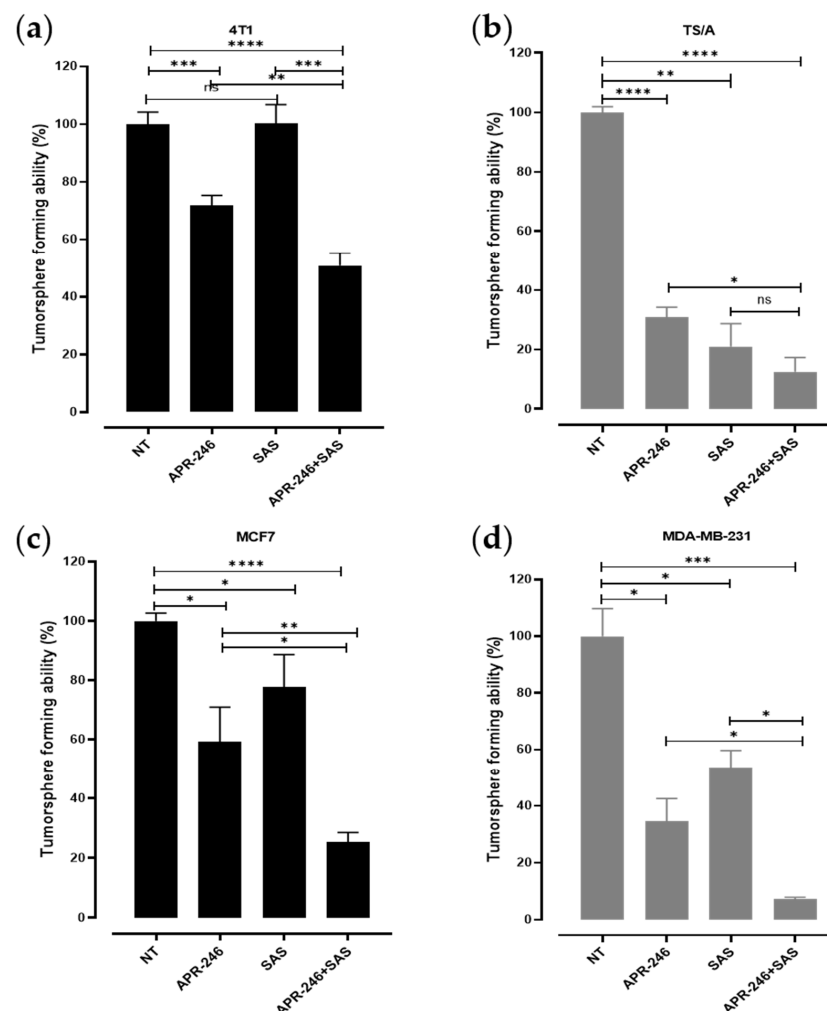 (a)
4T1
****
*** ***
**
ns
120
100
80
60
40
20
0
Tumorsphere forming ability (%)
NT
APR-246
SAS
APR-246+SAS
(b)
TS/A
****
**
****
*
ns
120
100
80
60
40
20
0
Tumorsphere forming ability (%)
NT
APR-246
SAS
APR-246+SAS
(c)
MCF7
****
*
*
**
*
120
100
80
60
40
20
0
Tumorsphere forming ability (%)
NT
APR-246
SAS
APR-246+SAS
(d)
MDA-MB-231
***
*
*
*
*
120
100
80
60
40
20
0
Tumorsphere forming ability (%)
NT
APR-246
SAS
APR-246+SAS